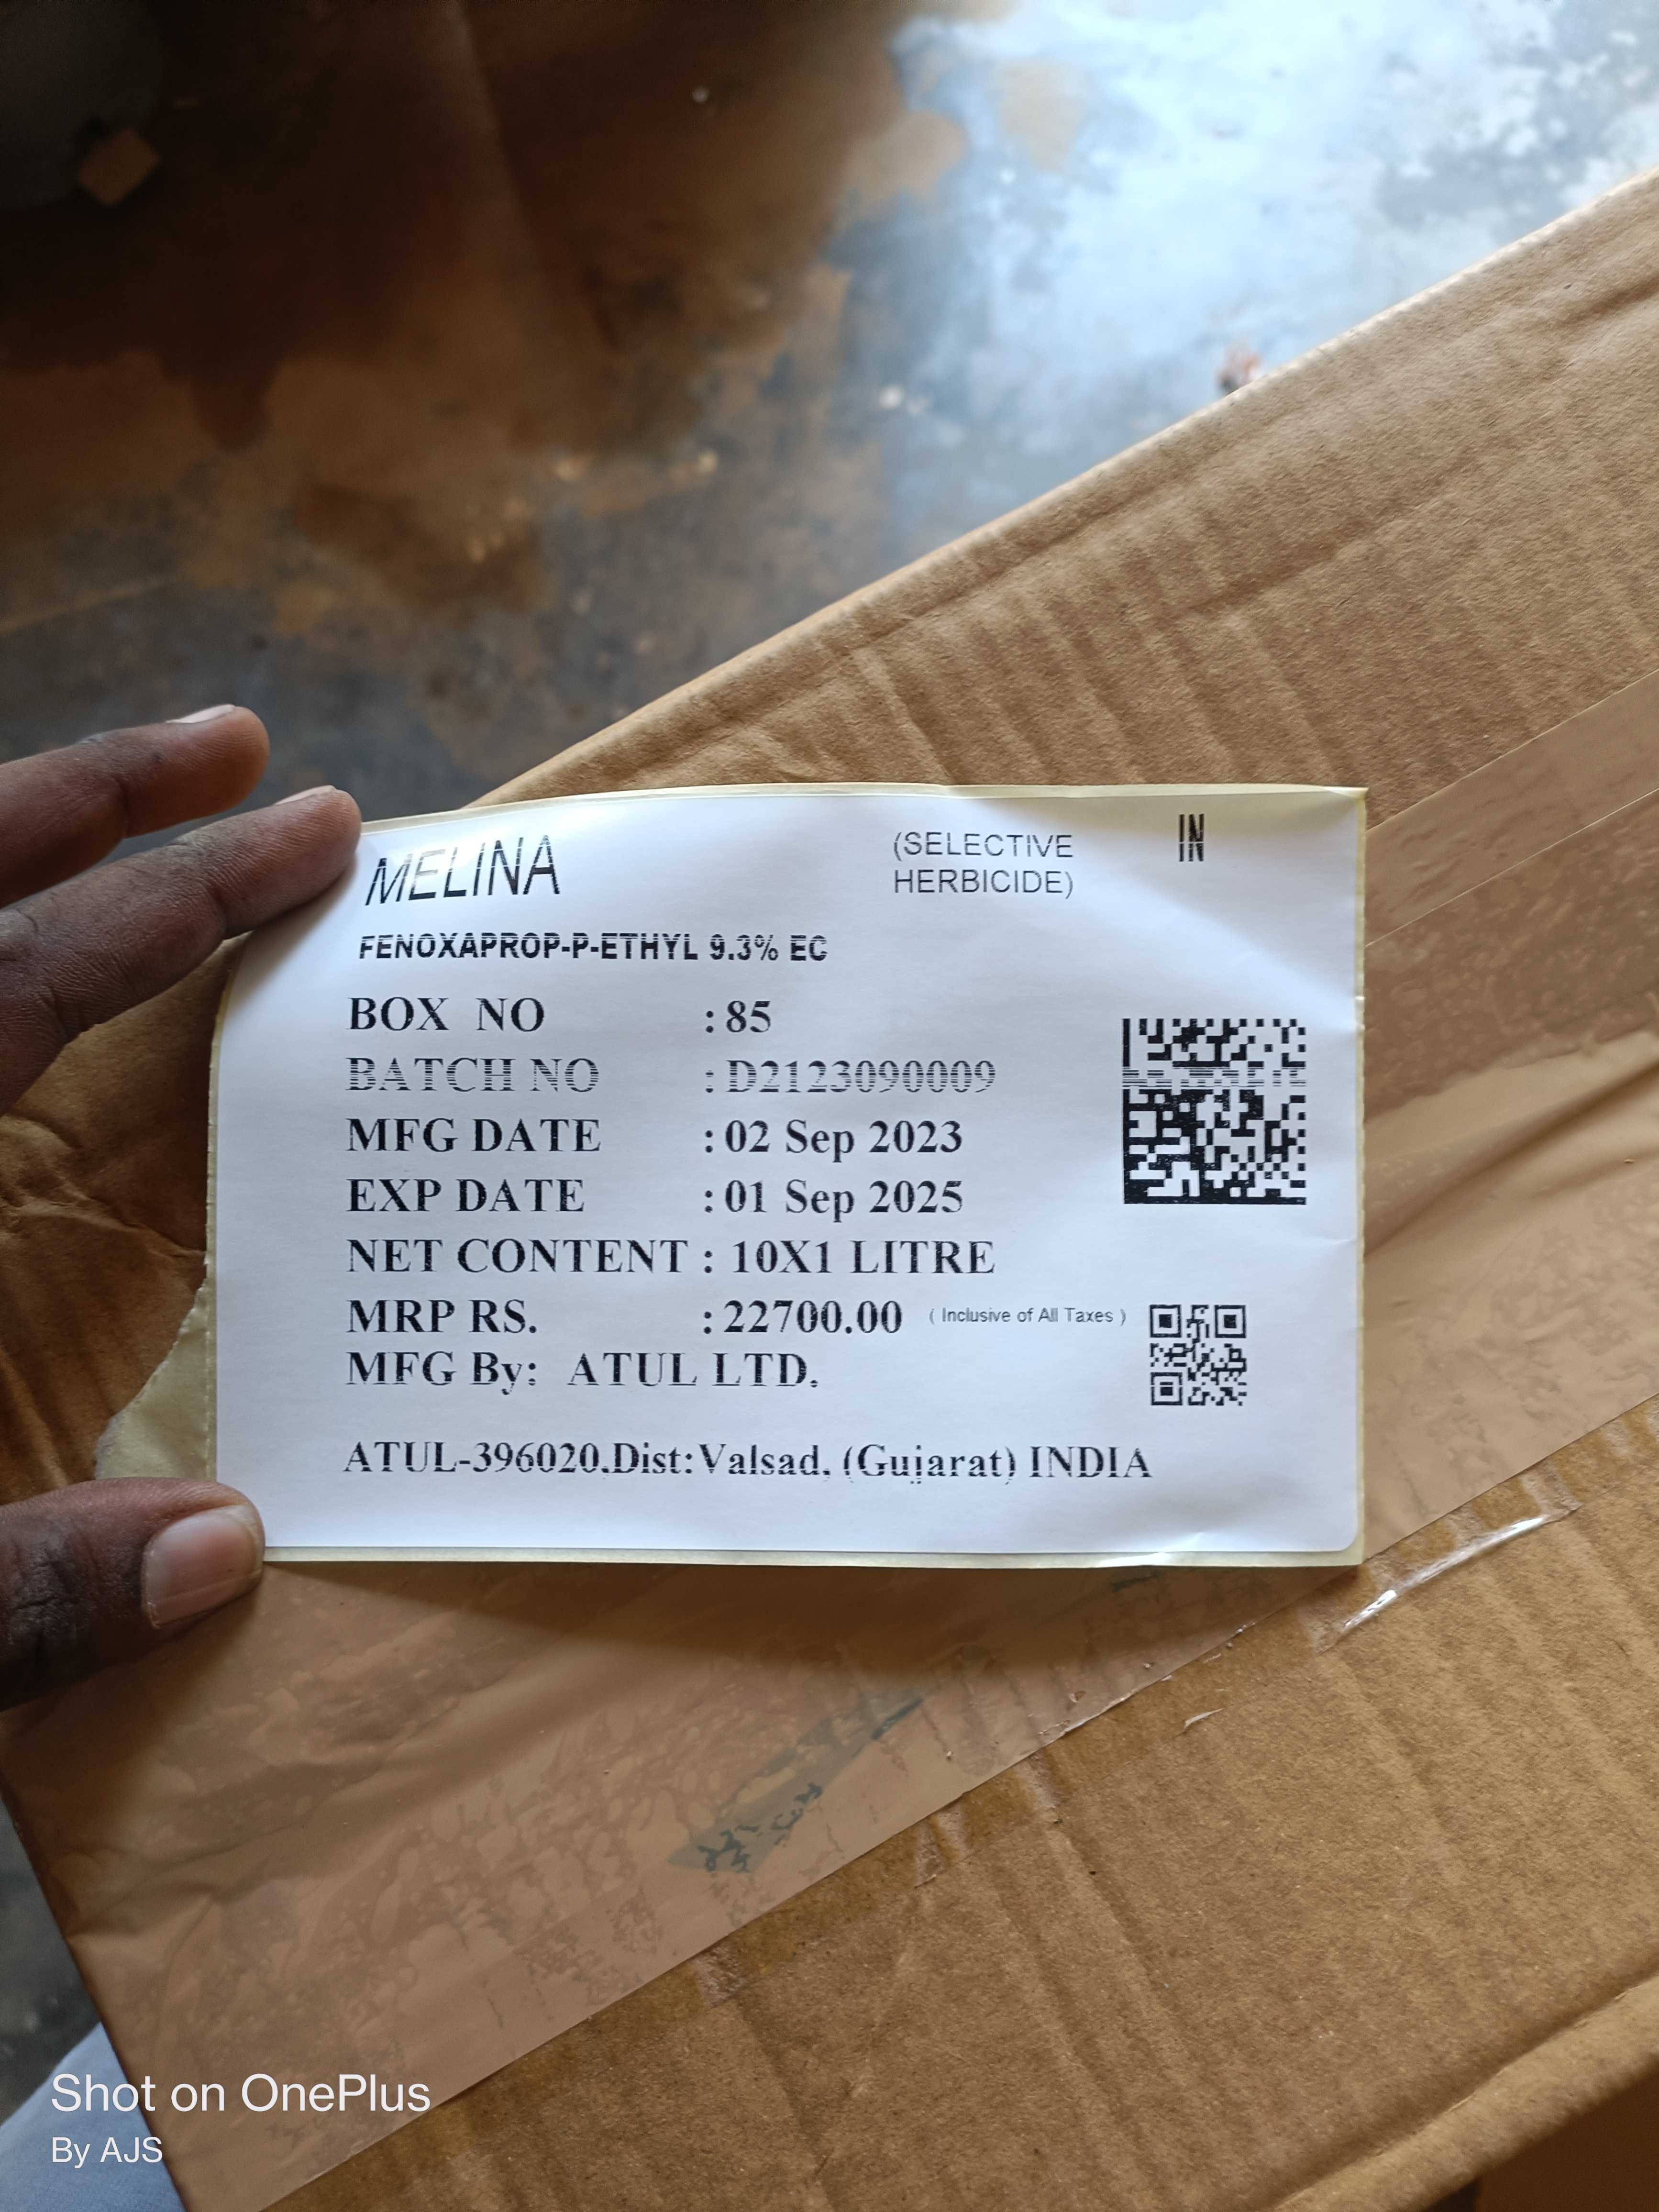 MELINA
(SELECTIVE
HERBICIDE)
IN
FENOXAPROP-P-ETHYL 9.3% EC
BOX NO : 85
BATCH NO : D2123090009
MFG DATE : 02 Sep 2023
EXP DATE : 01 Sep 2025
NET CONTENT : 10X1 LITRE
MRP RS. : 22700.00 ( Inclusive of All Taxes )
MFG By: ATUL LTD.
ATUL-396020.Dist:Valsad, (Gujarat) INDIA
Shot on OnePlus
By AJS